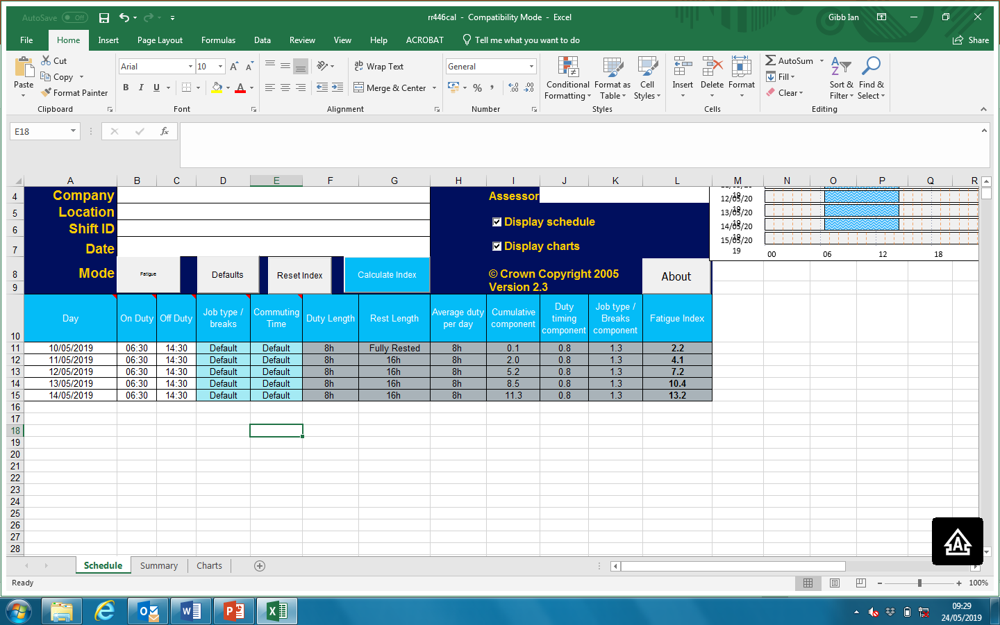 AutoSave Off
rr446cal - Compatibility Mode - Excel
Gibb Ian
File Home Insert Page Layout Formulas Data Review View Help ACROBAT Tell me what you want to do Share
Paste
Cut
Copy
Format Painter
Clipboard
Arial 10
B I U
Font
Wrap Text
Merge & Center
Alignment
General
Number
Conditional Formatting
Format as Table
Cell Styles
Styles
Insert Delete Format
Cells
AutoSum
Fill
Clear
Sort & Filter
Find & Select
Editing
E18
fx
A B C D E F G H I J K L M N O P Q R
4 Company Assessor
5 Location
Display schedule
6 Shift ID
7 Date
Display charts
8 Mode Fatigue Defaults Reset Index Calculate Index © Crown Copyright 2005 About
9 Version 2.3
12/05/20
19
13/05/20
19
14/05/20
19
15/05/20
19
00 06 12 18
10 Day On Duty Off Duty Job type / breaks Commuting Time Duty Length Rest Length Average duty per day Cumulative component Duty timing component Job type / Breaks component Fatigue Index
11 10/05/2019 06:30 14:30 Default Default 8h Fully Rested 8h 0.1 0.8 1.3 2.2
12 11/05/2019 06:30 14:30 Default Default 8h 16h 8h 2.0 0.8 1.3 4.1
13 12/05/2019 06:30 14:30 Default Default 8h 16h 8h 5.2 0.8 1.3 7.2
14 13/05/2019 06:30 14:30 Default Default 8h 16h 8h 8.5 0.8 1.3 10.4
15 14/05/2019 06:30 14:30 Default Default 8h 16h 8h 11.3 0.8 1.3 13.2
16
17
18
19
20
21
22
23
24
25
26
27
28
Schedule Summary Charts
Ready
100%
09:29
24/05/2019